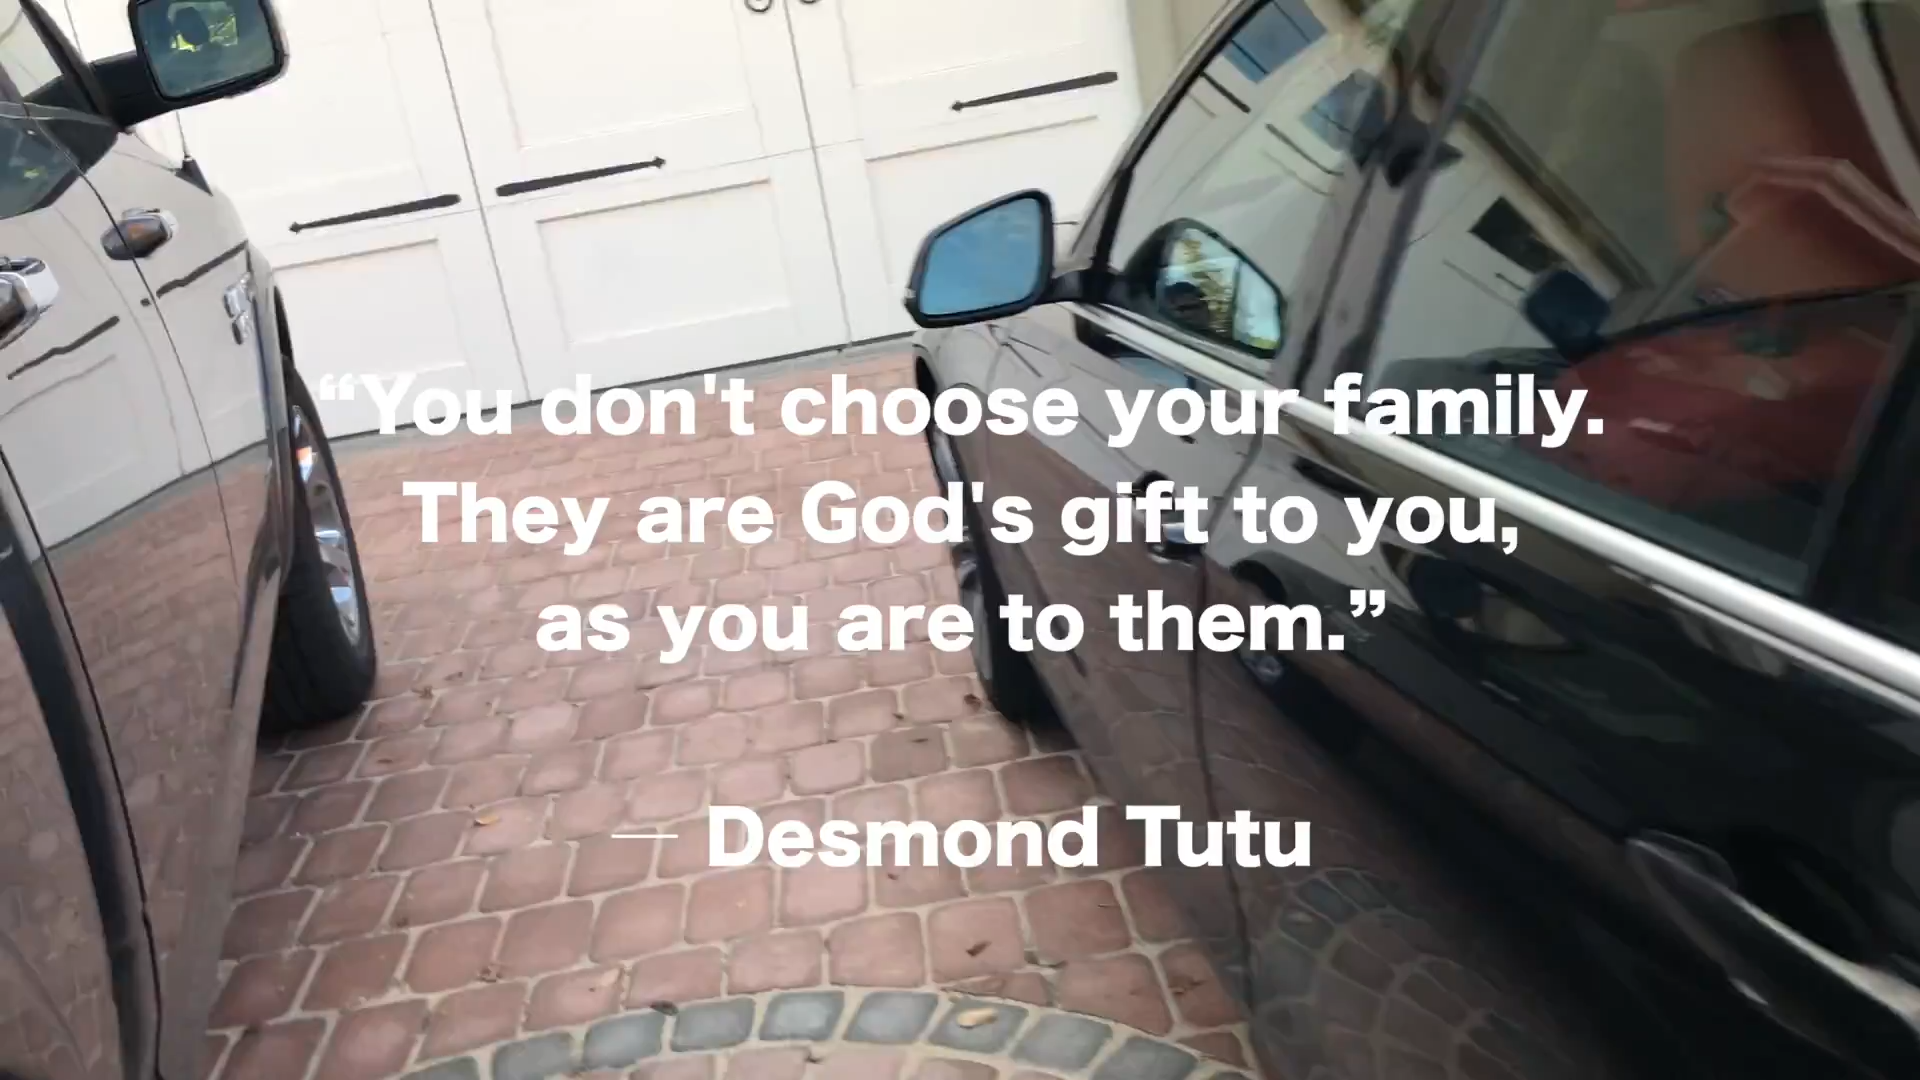 “You don't choose your family.
They are God's gift to you,
as you are to them.”
— Desmond Tutu